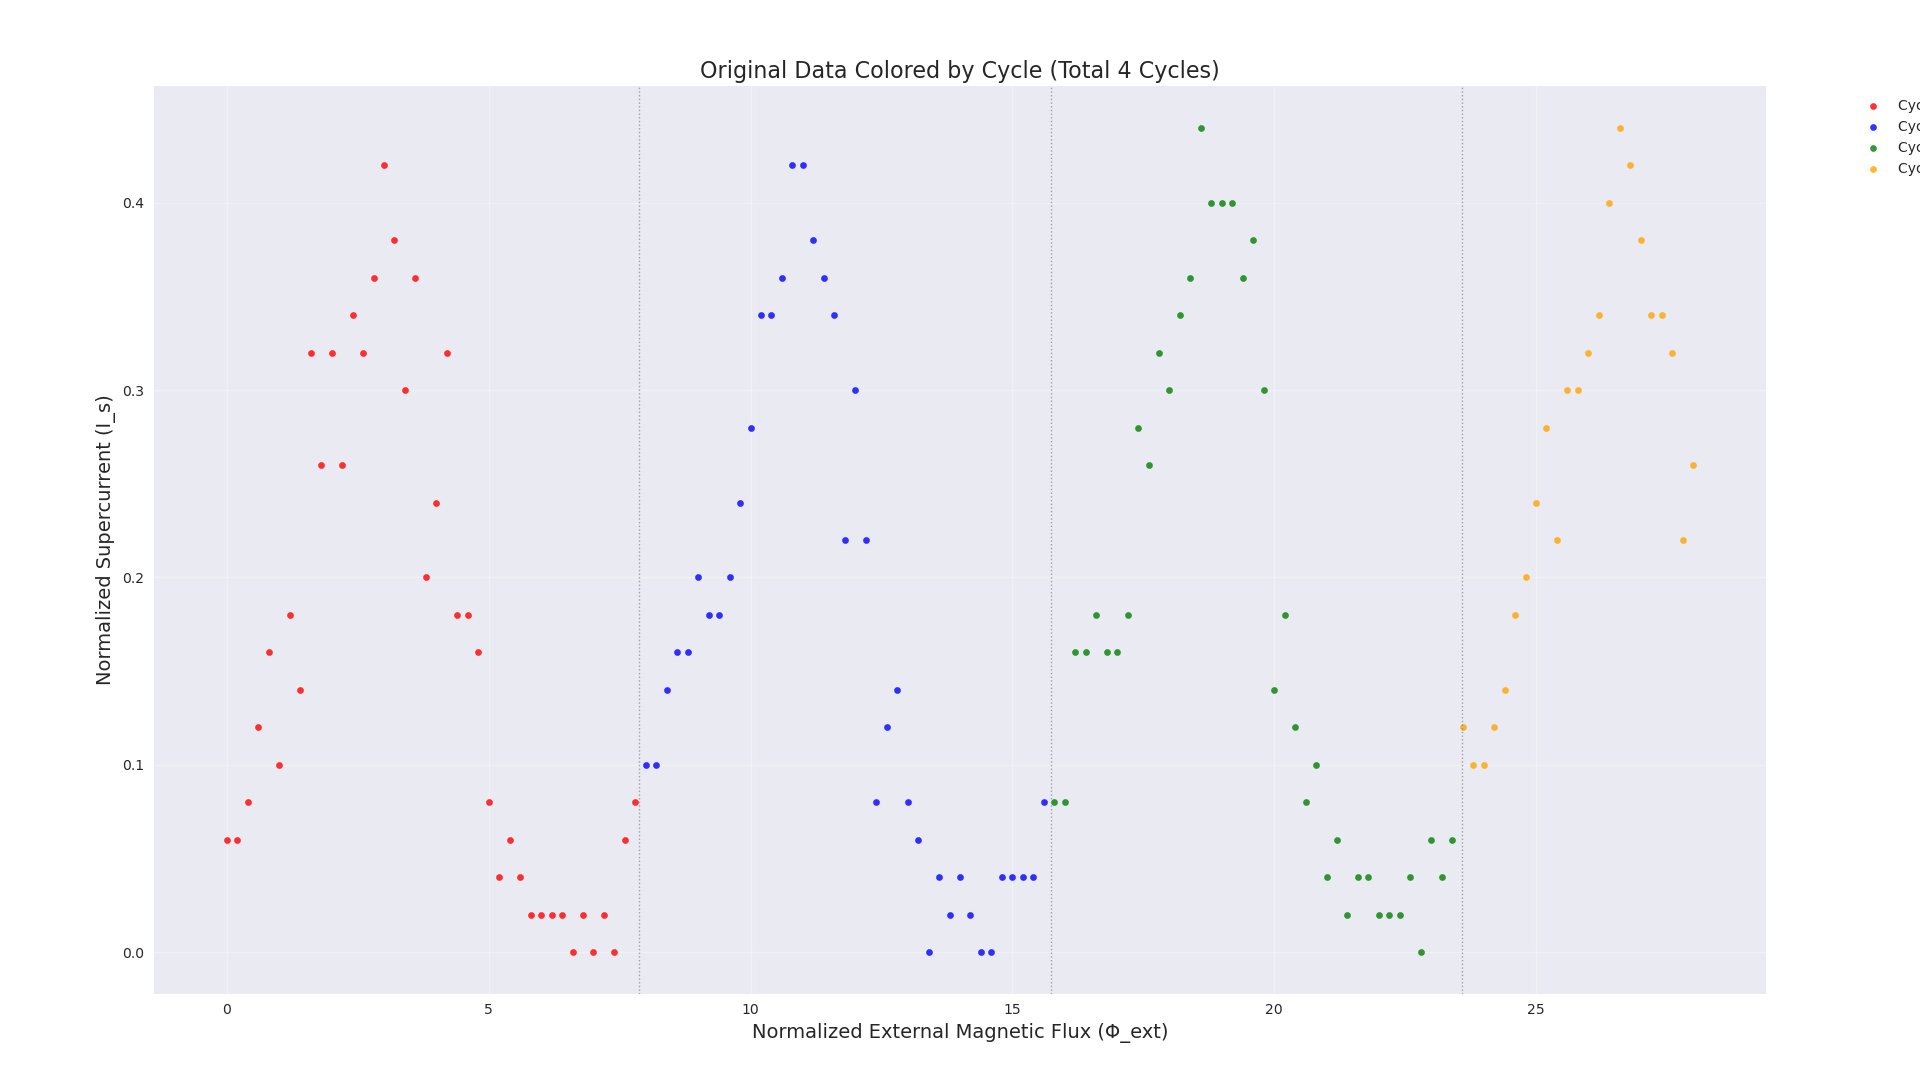 Original Data Colored by Cycle (Total 4 Cycles)
Cyc
Cyc
Cyc
Cyc
0.4
0.3
0.2
0.1
0.0
Normalized Supercurrent (I_s)
0 5 10 15 20 25
Normalized External Magnetic Flux (Φ_ext)